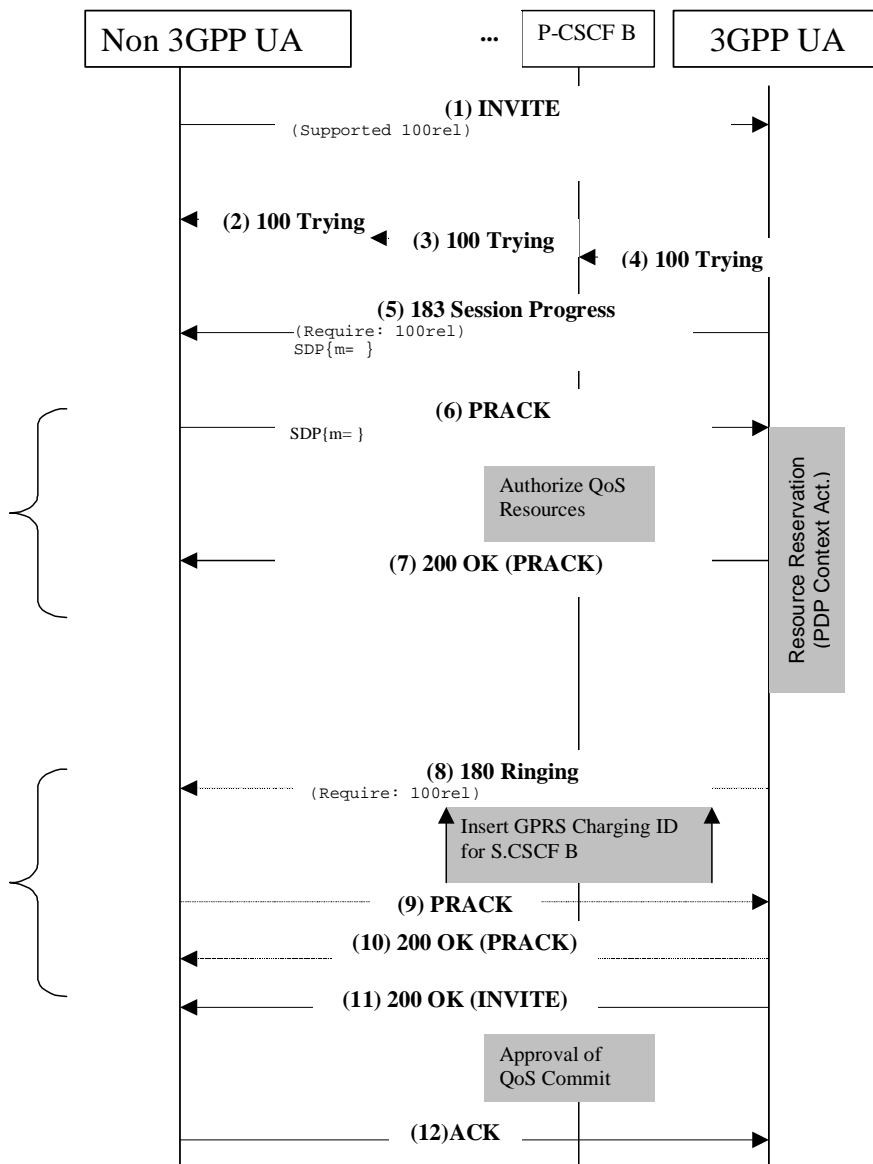 Non 3GPP UA
...
P-CSCF B
3GPP UA
(1) INVITE
(Supported 100rel)
(2) 100 Trying
(3) 100 Trying
(4) 100 Trying
(5) 183 Session Progress
(Require: 100rel)
SDP{m= }
(6) PRACK
SDP{m= }
Authorize QoS
Resources
Resource Reservation
(PDP Context Act.)
(7) 200 OK (PRACK)
(8) 180 Ringing
(Require: 100rel)
Insert GPRS Charging ID
for S.CSCF B
(9) PRACK
(10) 200 OK (PRACK)
(11) 200 OK (INVITE)
Approval of
QoS Commit
(12)ACK